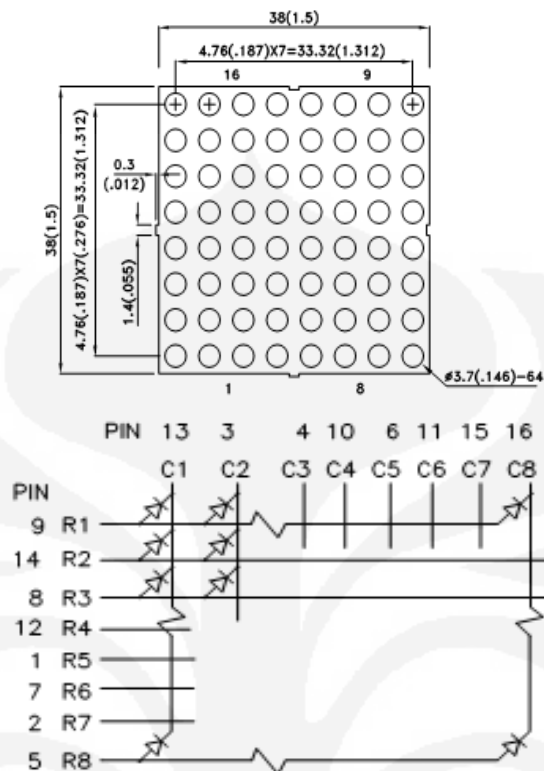 38(1.5)
4.76(.187)X7=33.32(1.312)
16 9
0.3
(.012)
38(1.5)
4.76(.187)X7(.276)=33.32(1.312)
1.4(.055)
ø3.7(.146)-64
1 8
PIN 13 3 4 10 6 11 15 16
C1 C2 C3 C4 C5 C6 C7 C8
PIN
9 R1
14 R2
8 R3
12 R4
1 R5
7 R6
2 R7
5 R8